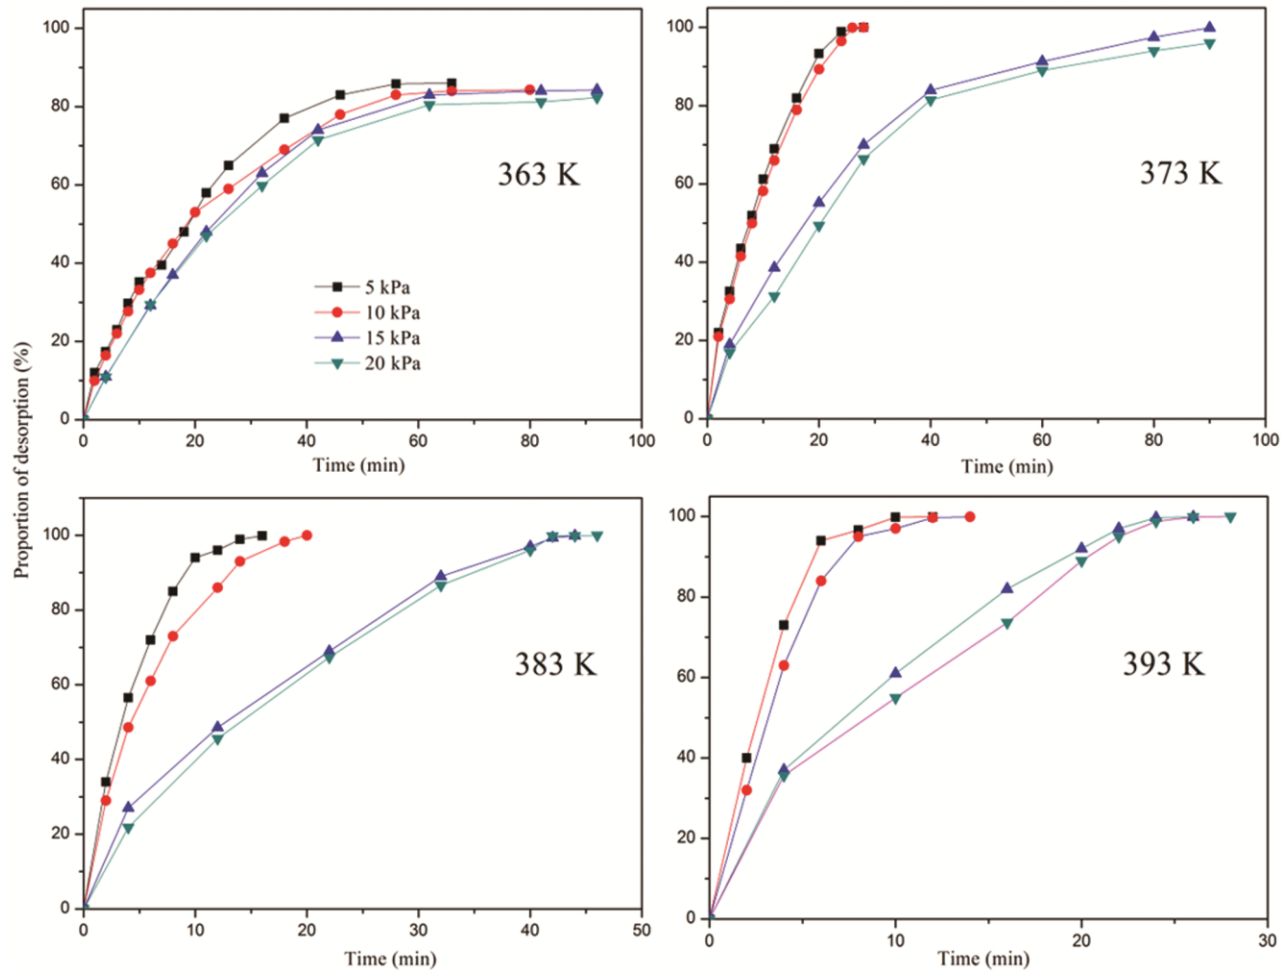 Proportion of desorption (%)
100
80
60
40
20
0
363 K
5 kPa
10 kPa
15 kPa
20 kPa
0 20 40 60 80 100
Time (min)
100
80
60
40
20
0
373 K
0 20 40 60 80 100
Time (min)
100
80
60
40
20
0
383 K
0 10 20 30 40 50
Time (min)
100
80
60
40
20
0
393 K
0 10 20 30
Time (min)